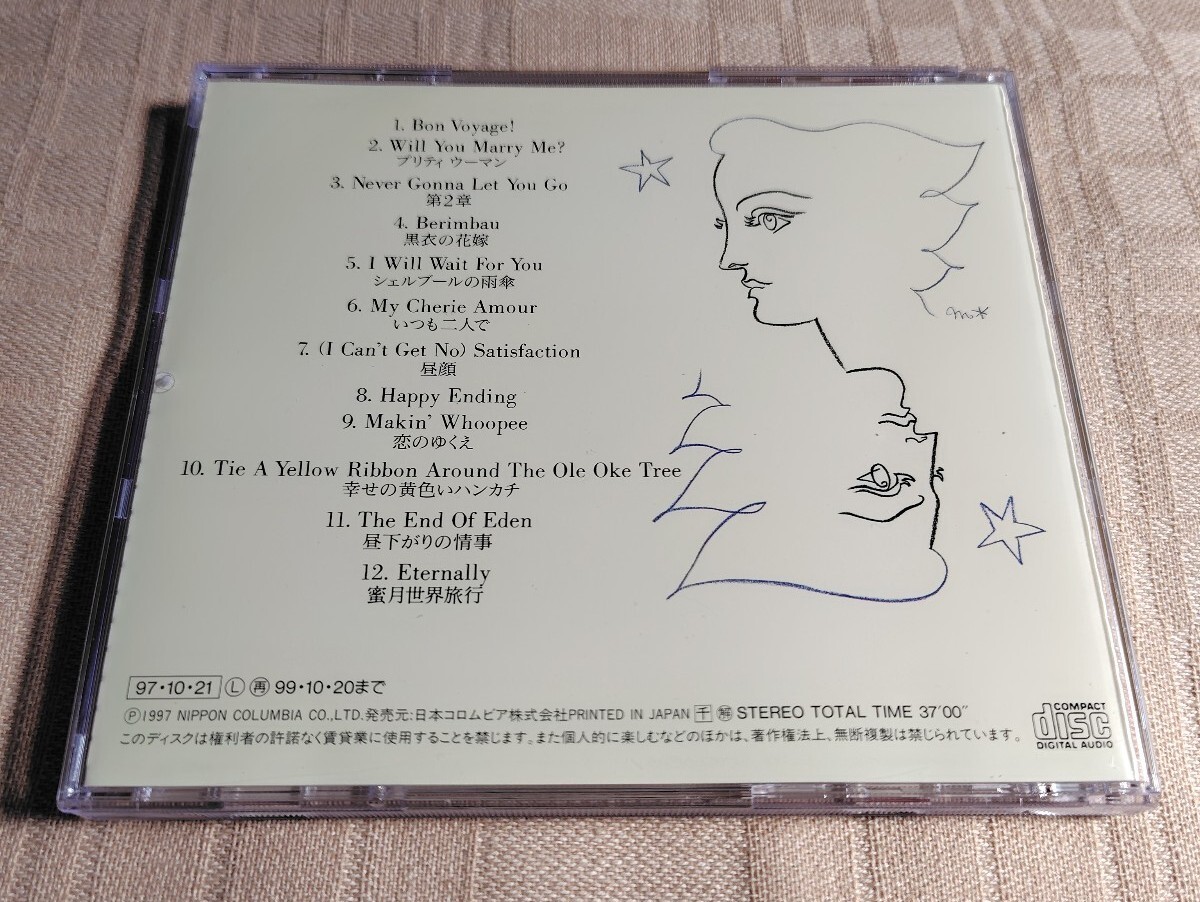 1. Bon Voyage!
2. Will You Marry Me?
プリティ ウーマン
3. Never Gonna Let You Go
第2章
4. Berimbau
黒衣の花嫁
5. I Will Wait For You
シェルブールの雨傘
6. My Cherie Amour
いつも二人で
7. (I Can't Get No) Satisfaction
昼顔
8. Happy Ending
9. Makin' Whoopee
恋のゆくえ
10. Tie A Yellow Ribbon Around The Ole Oke Tree
幸せの黄色いハンカチ
11. The End Of Eden
昼下がりの情事
12. Eternally
蜜月世界旅行
97・10・21 Ⓛ ㊢ 99・10・20まで
Ⓟ1997 NIPPON COLUMBIA CO.,LTD.発売元:日本コロムビア株式会社PRINTED IN JAPAN 千 STEREO TOTAL TIME 37'00"
このディスクは権利者の許諾なく賃貸業に使用することを禁じます。また個人的に楽しむなどのほかは、著作権法上、無断複製は禁じられています。
COMPACT
disc
DIGITAL AUDIO